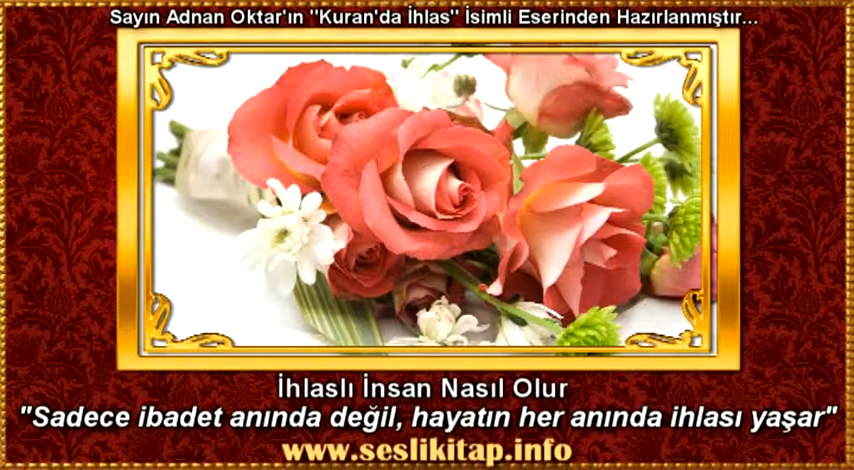 Sayın Adnan Oktar'ın "Kuran'da İhlas" İsimli Eserinden Hazırlanmıştır...
İhlaslı İnsan Nasıl Olur
"Sadece ibadet anında değil, hayatın her anında ihlası yaşar"
www.seslikitap.info